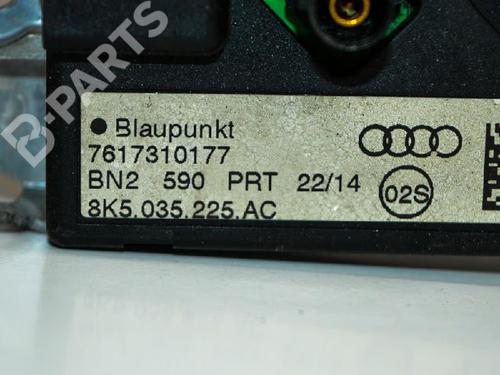 B-PARTS
Blaupunkt
7617310177
BN2 590 PRT 22/14
02S
8K5.035.225.AC